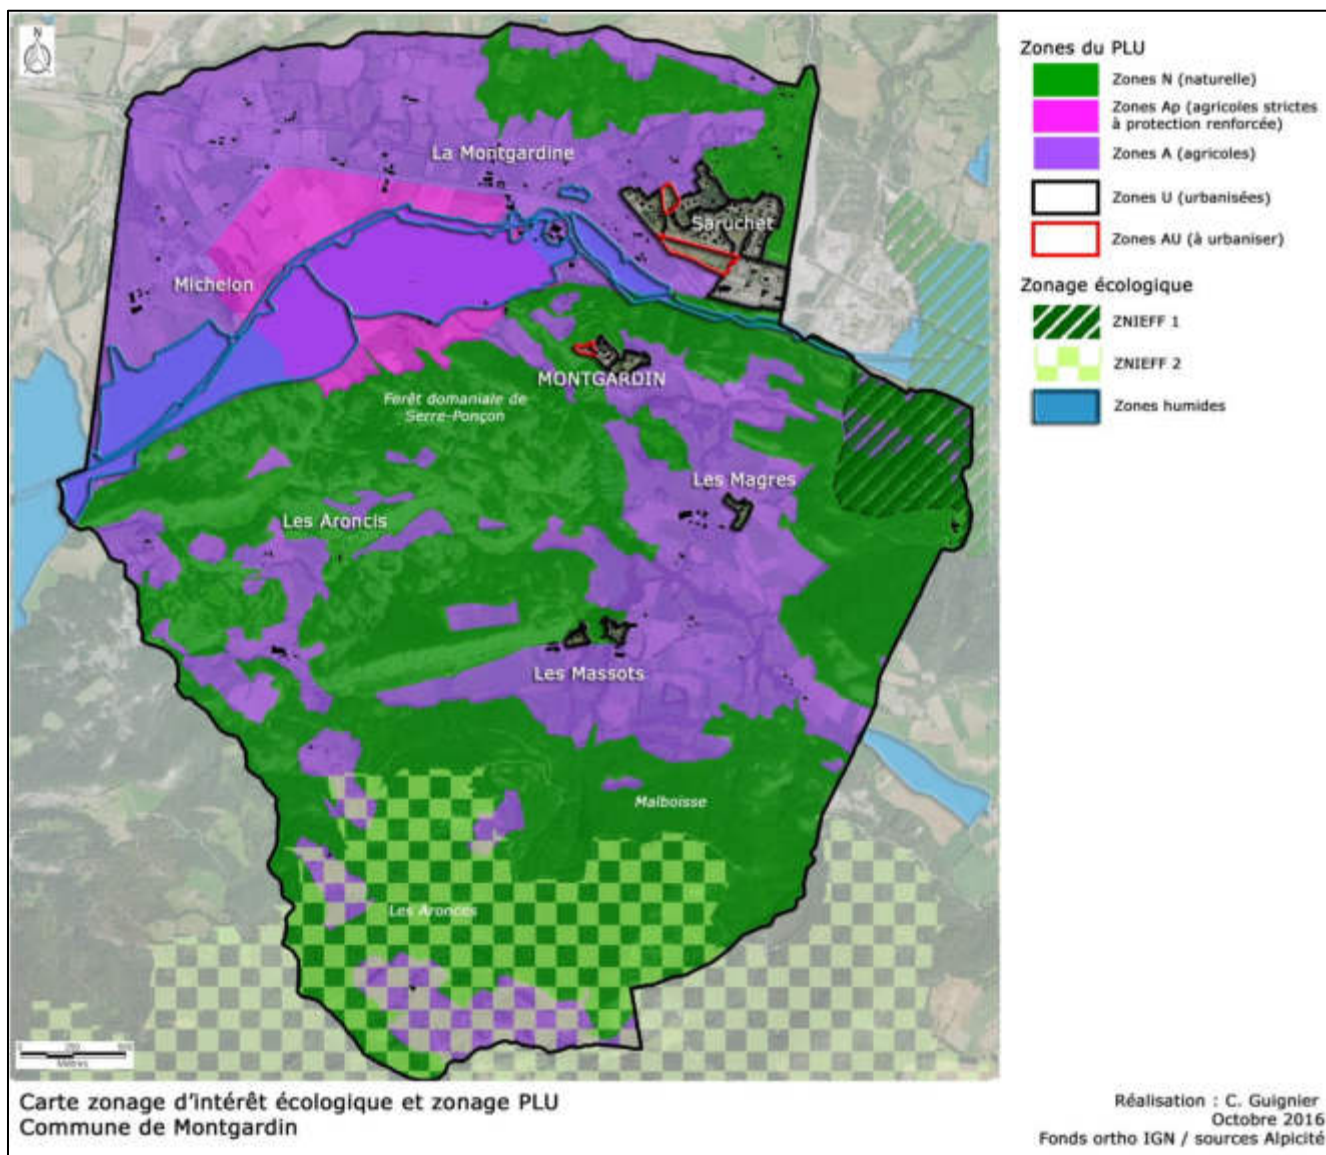 N
La Montgardine
Saruchet
Michelon
MONTGARDIN
Forêt domaniale de
Serre-Ponçon
Les Magres
Les Aroncis
Les Massots
Malboisse
Les Aronces
0
Mètres
Zones du PLU
Zones N (naturelle)
Zones Ap (agricoles strictes
à protection renforcée)
Zones A (agricoles)
Zones U (urbanisées)
Zones AU (à urbaniser)
Zonage écologique
ZNIEFF 1
ZNIEFF 2
Zones humides
Carte zonage d'intérêt écologique et zonage PLU
Commune de Montgardin
Réalisation : C. Guignier
Octobre 2016
Fonds ortho IGN / sources Alpicité